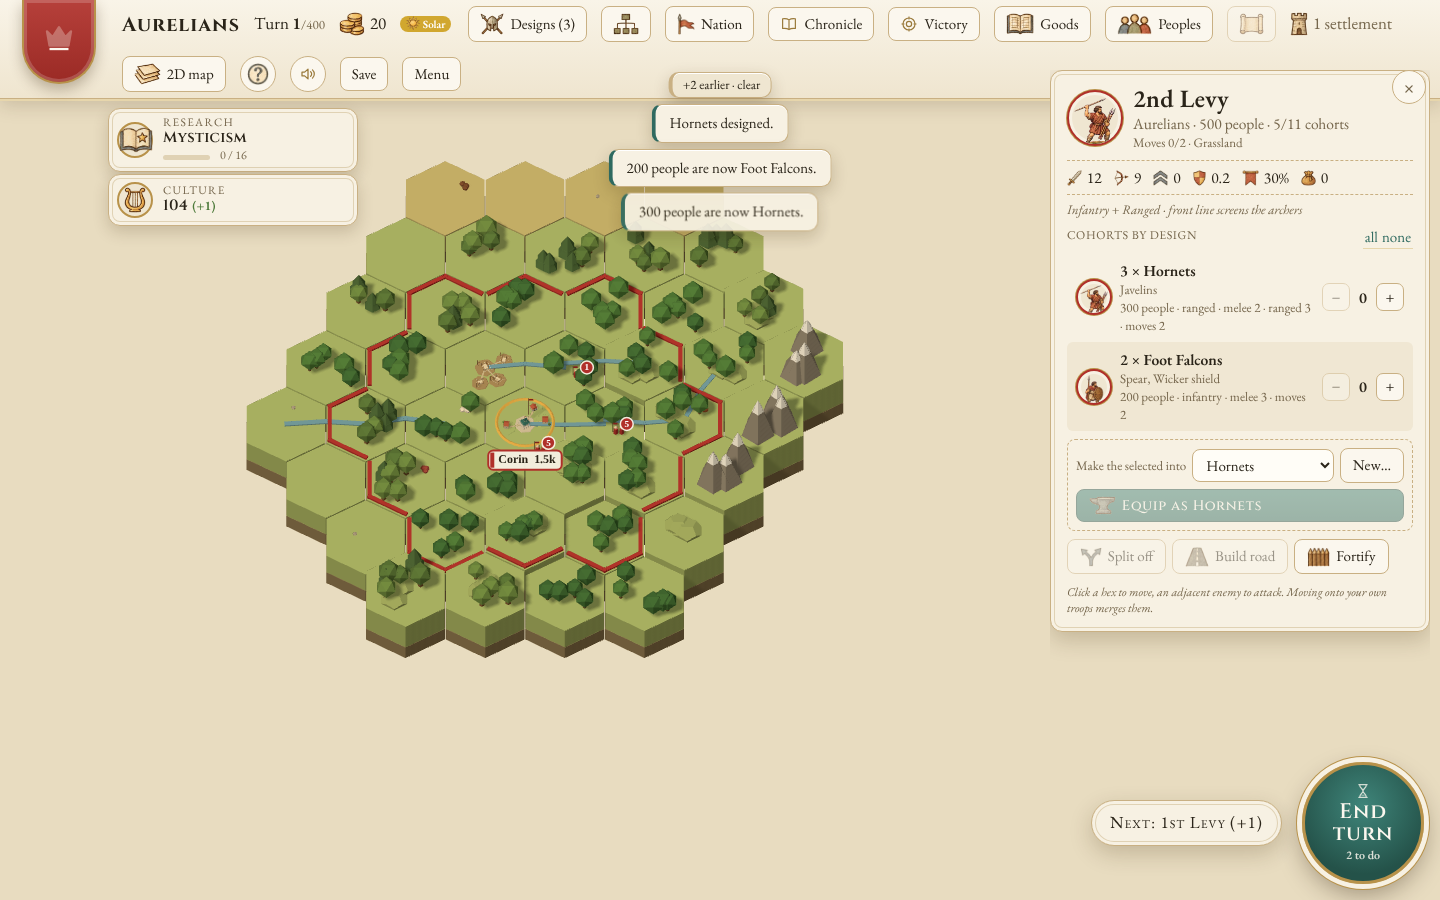 AURELIANS
Turn 1/400
20
Solar
Designs (3)
Nation
Chronicle
Victory
Goods
Peoples
1 settlement
2D map
?
Save
Menu
RESEARCH
MYSTICISM
0 / 16
CULTURE
104 (+1)
+2 earlier · clear
Hornets designed.
200 people are now Foot Falcons.
300 people are now Hornets.
1
5
5
Corin 1.5k
×
2nd Levy
Aurelians · 500 people · 5/11 cohorts
Moves 0/2 · Grassland
12 9 0 0.2 30% 0
Infantry + Ranged · front line screens the archers
COHORTS BY DESIGN
all none
3 × Hornets
Javelins
300 people · ranged · melee 2 · ranged 3
· moves 2
− 0 +
2 × Foot Falcons
Spear, Wicker shield
200 people · infantry · melee 3 · moves
2
− 0 +
Make the selected into
Hornets
New...
EQUIP AS HORNETS
Split off
Build road
Fortify
Click a hex to move, an adjacent enemy to attack. Moving onto your own
troops merges them.
NEXT: 1ST LEVY (+1)
END
TURN
2 to do